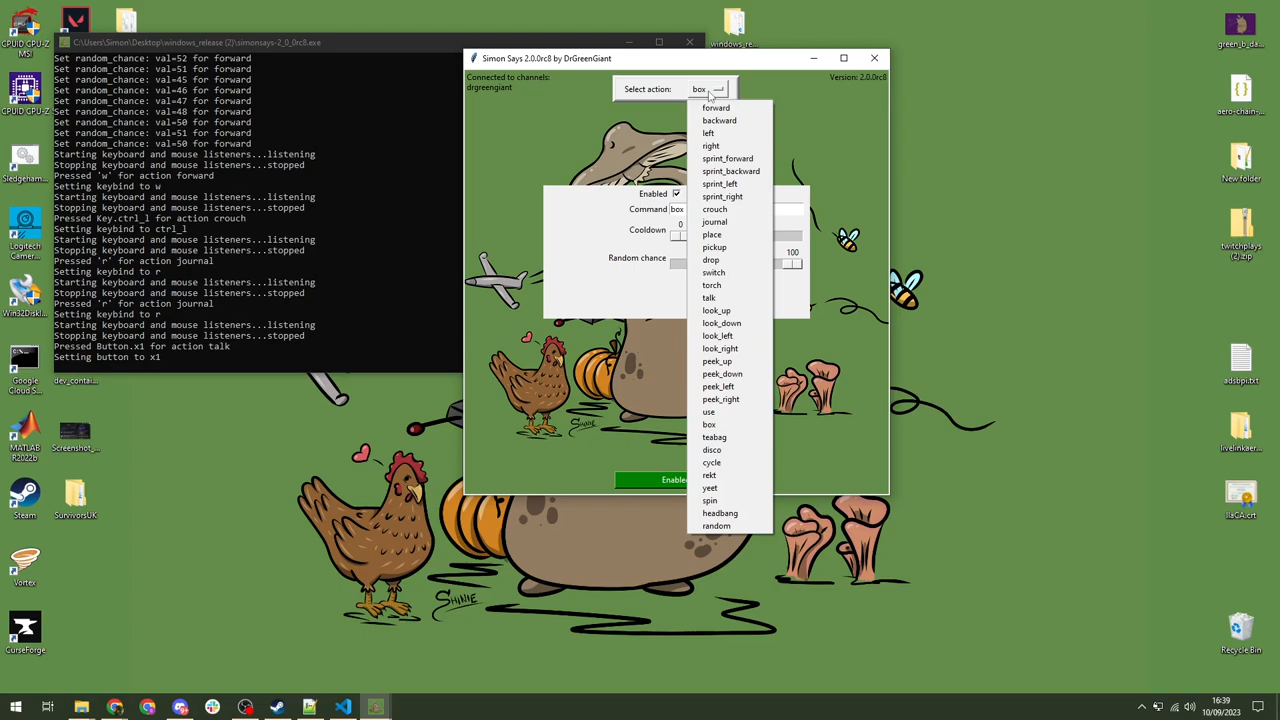 CPUID CPU-Z
MSI
CPUID CPU-Z
Sledgeham...
Logitech
Camer...
Win32Diskl...
Google
Cloud S...
dev_contai...
MATLAB
R2022b
Screenshot_...
Steam
SurvivorsUK
Vortex
CurseForge
C:\Users\Simon\Desktop\windows_release (2)\simonsays-2_0_0rc8.exe
Set random_chance: val=52 for forward
Set random_chance: val=51 for forward
Set random_chance: val=45 for forward
Set random_chance: val=46 for forward
Set random_chance: val=47 for forward
Set random_chance: val=48 for forward
Set random_chance: val=50 for forward
Set random_chance: val=51 for forward
Set random_chance: val=50 for forward
Starting keyboard and mouse listeners...listening
Stopping keyboard and mouse listeners...stopped
Pressed 'w' for action forward
Setting keybind to w
Starting keyboard and mouse listeners...listening
Stopping keyboard and mouse listeners...stopped
Pressed Key.ctrl_l for action crouch
Setting keybind to ctrl_l
Starting keyboard and mouse listeners...listening
Stopping keyboard and mouse listeners...stopped
Pressed 'r' for action journal
Setting keybind to r
Starting keyboard and mouse listeners...listening
Stopping keyboard and mouse listeners...stopped
Pressed 'r' for action journal
Setting keybind to r
Starting keyboard and mouse listeners...listening
Stopping keyboard and mouse listeners...stopped
Pressed Button.x1 for action talk
Setting button to x1
Simon Says 2.0.0rc8 by DrGreenGiant
Connected to channels:
drgreengiant
Select action: box
Version: 2.0.0rc8
Enabled
Command box
Cooldown 0
Random chance 100
Enable
forward
backward
left
right
sprint_forward
sprint_backward
sprint_left
sprint_right
crouch
journal
place
pickup
drop
switch
torch
talk
look_up
look_down
look_left
look_right
peek_up
peek_down
peek_left
peek_right
use
box
teabag
disco
cycle
rekt
yeet
spin
headbang
random
Shinie
Shinie
windows_re...
green_b_da...
aero-chain-...
New folder
twitchplays
(2).zip
adsbpi.txt
livelinkaer...
Recycle Bin
16:39
10/09/2023